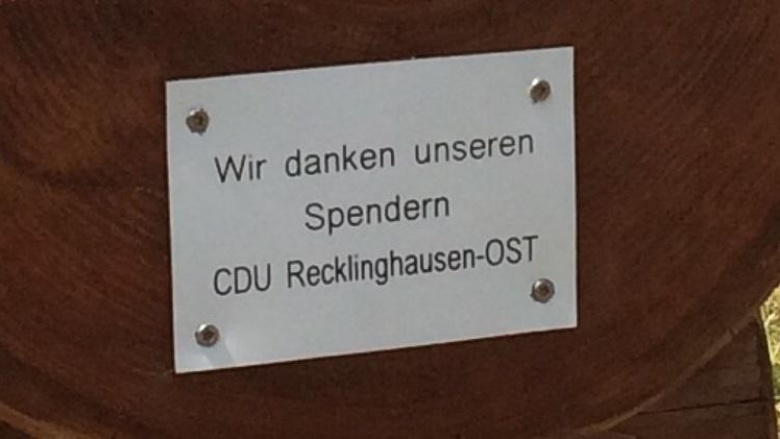 Wir danken unseren
Spendern
CDU Recklinghausen-OST